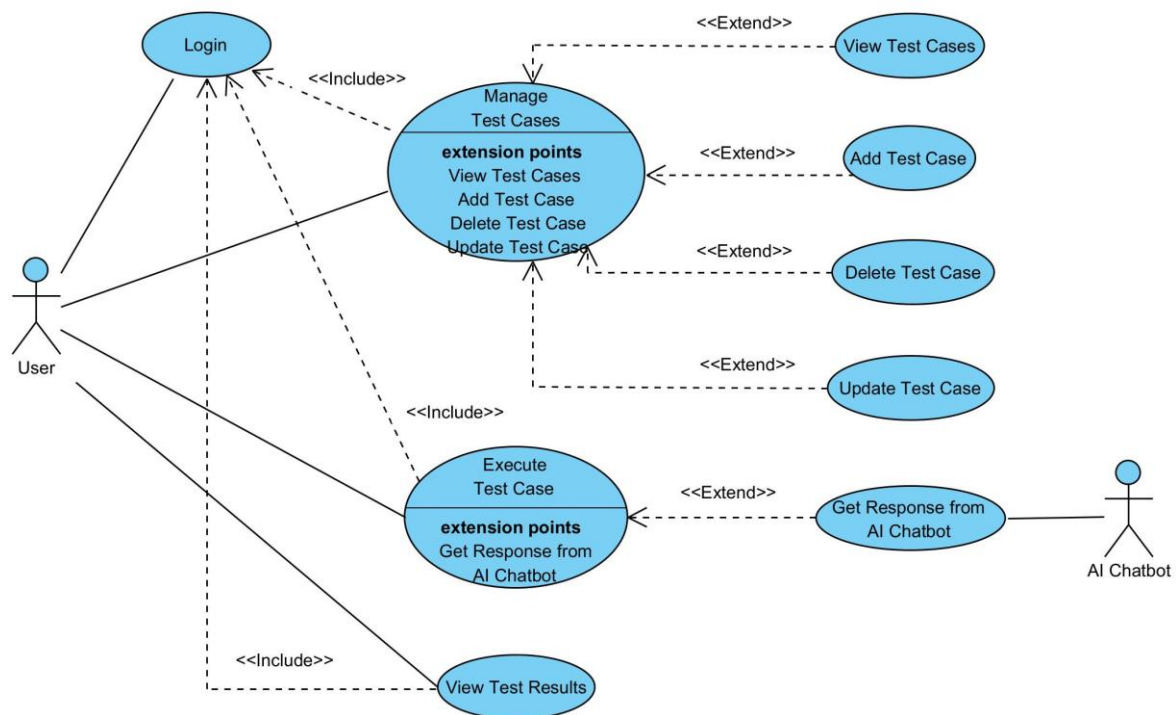 Login
<<Include>>
Manage
Test Cases
extension points
View Test Cases
Add Test Case
Delete Test Case
Update Test Case
<<Extend>>
View Test Cases
<<Extend>>
Add Test Case
<<Extend>>
Delete Test Case
<<Extend>>
Update Test Case
User
<<Include>>
Execute
Test Case
extension points
Get Response from
AI Chatbot
<<Extend>>
Get Response from
AI Chatbot
AI Chatbot
<<Include>>
View Test Results